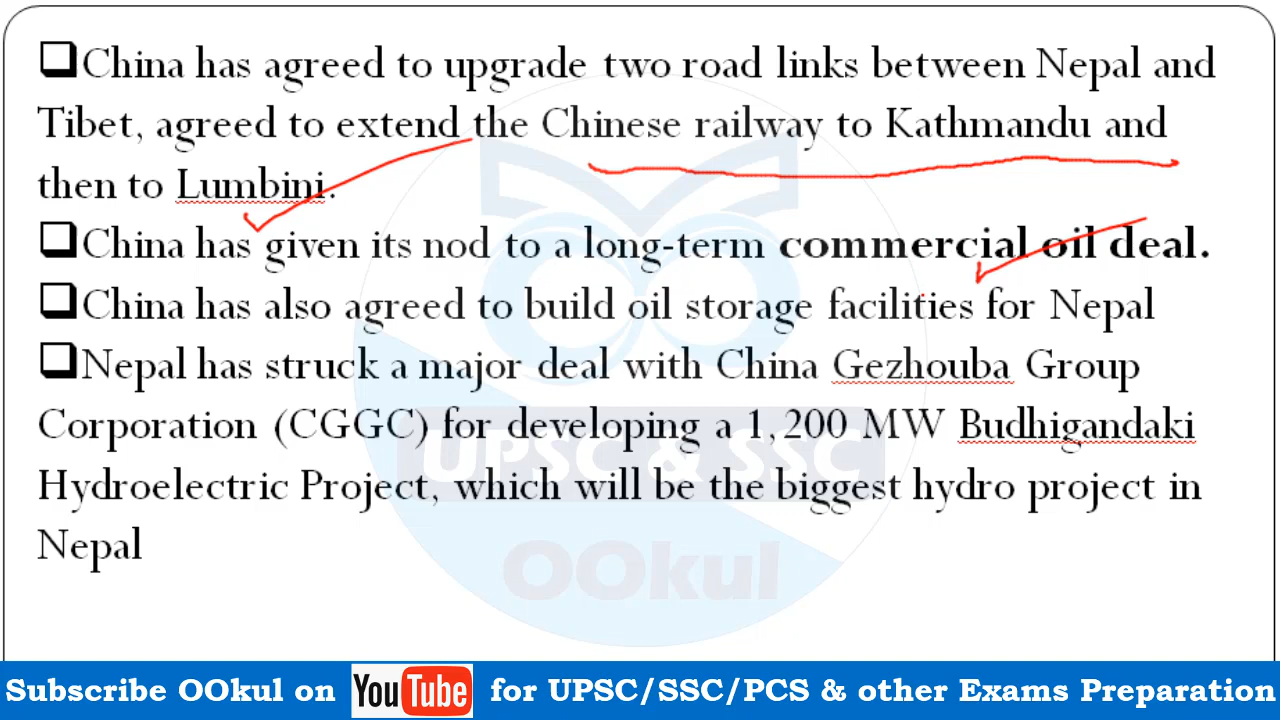 ❑China has agreed to upgrade two road links between Nepal and
Tibet, agreed to extend the Chinese railway to Kathmandu and
then to Lumbini.
❑China has given its nod to a long-term commercial oil deal.
❑China has also agreed to build oil storage facilities for Nepal
❑Nepal has struck a major deal with China Gezhouba Group
Corporation (CGGC) for developing a 1,200 MW Budhigandaki
Hydroelectric Project, which will be the biggest hydro project in
Nepal
UPSC & SSC
OOkul
Subscribe OOkul on YouTube for UPSC/SSC/PCS & other Exams Preparation